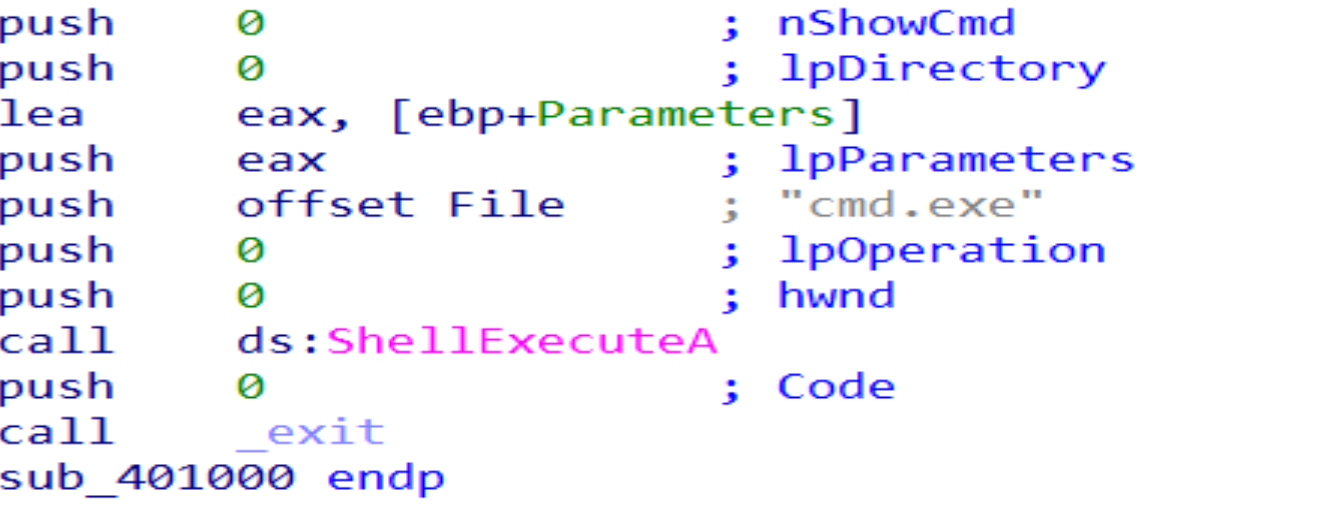 push 0 ; nShowCmd
push 0 ; lpDirectory
lea eax, [ebp+Parameters]
push eax ; lpParameters
push offset File ; "cmd.exe"
push 0 ; lpOperation
push 0 ; hwnd
call ds:ShellExecuteA
push 0 ; Code
call _exit
sub_401000 endp